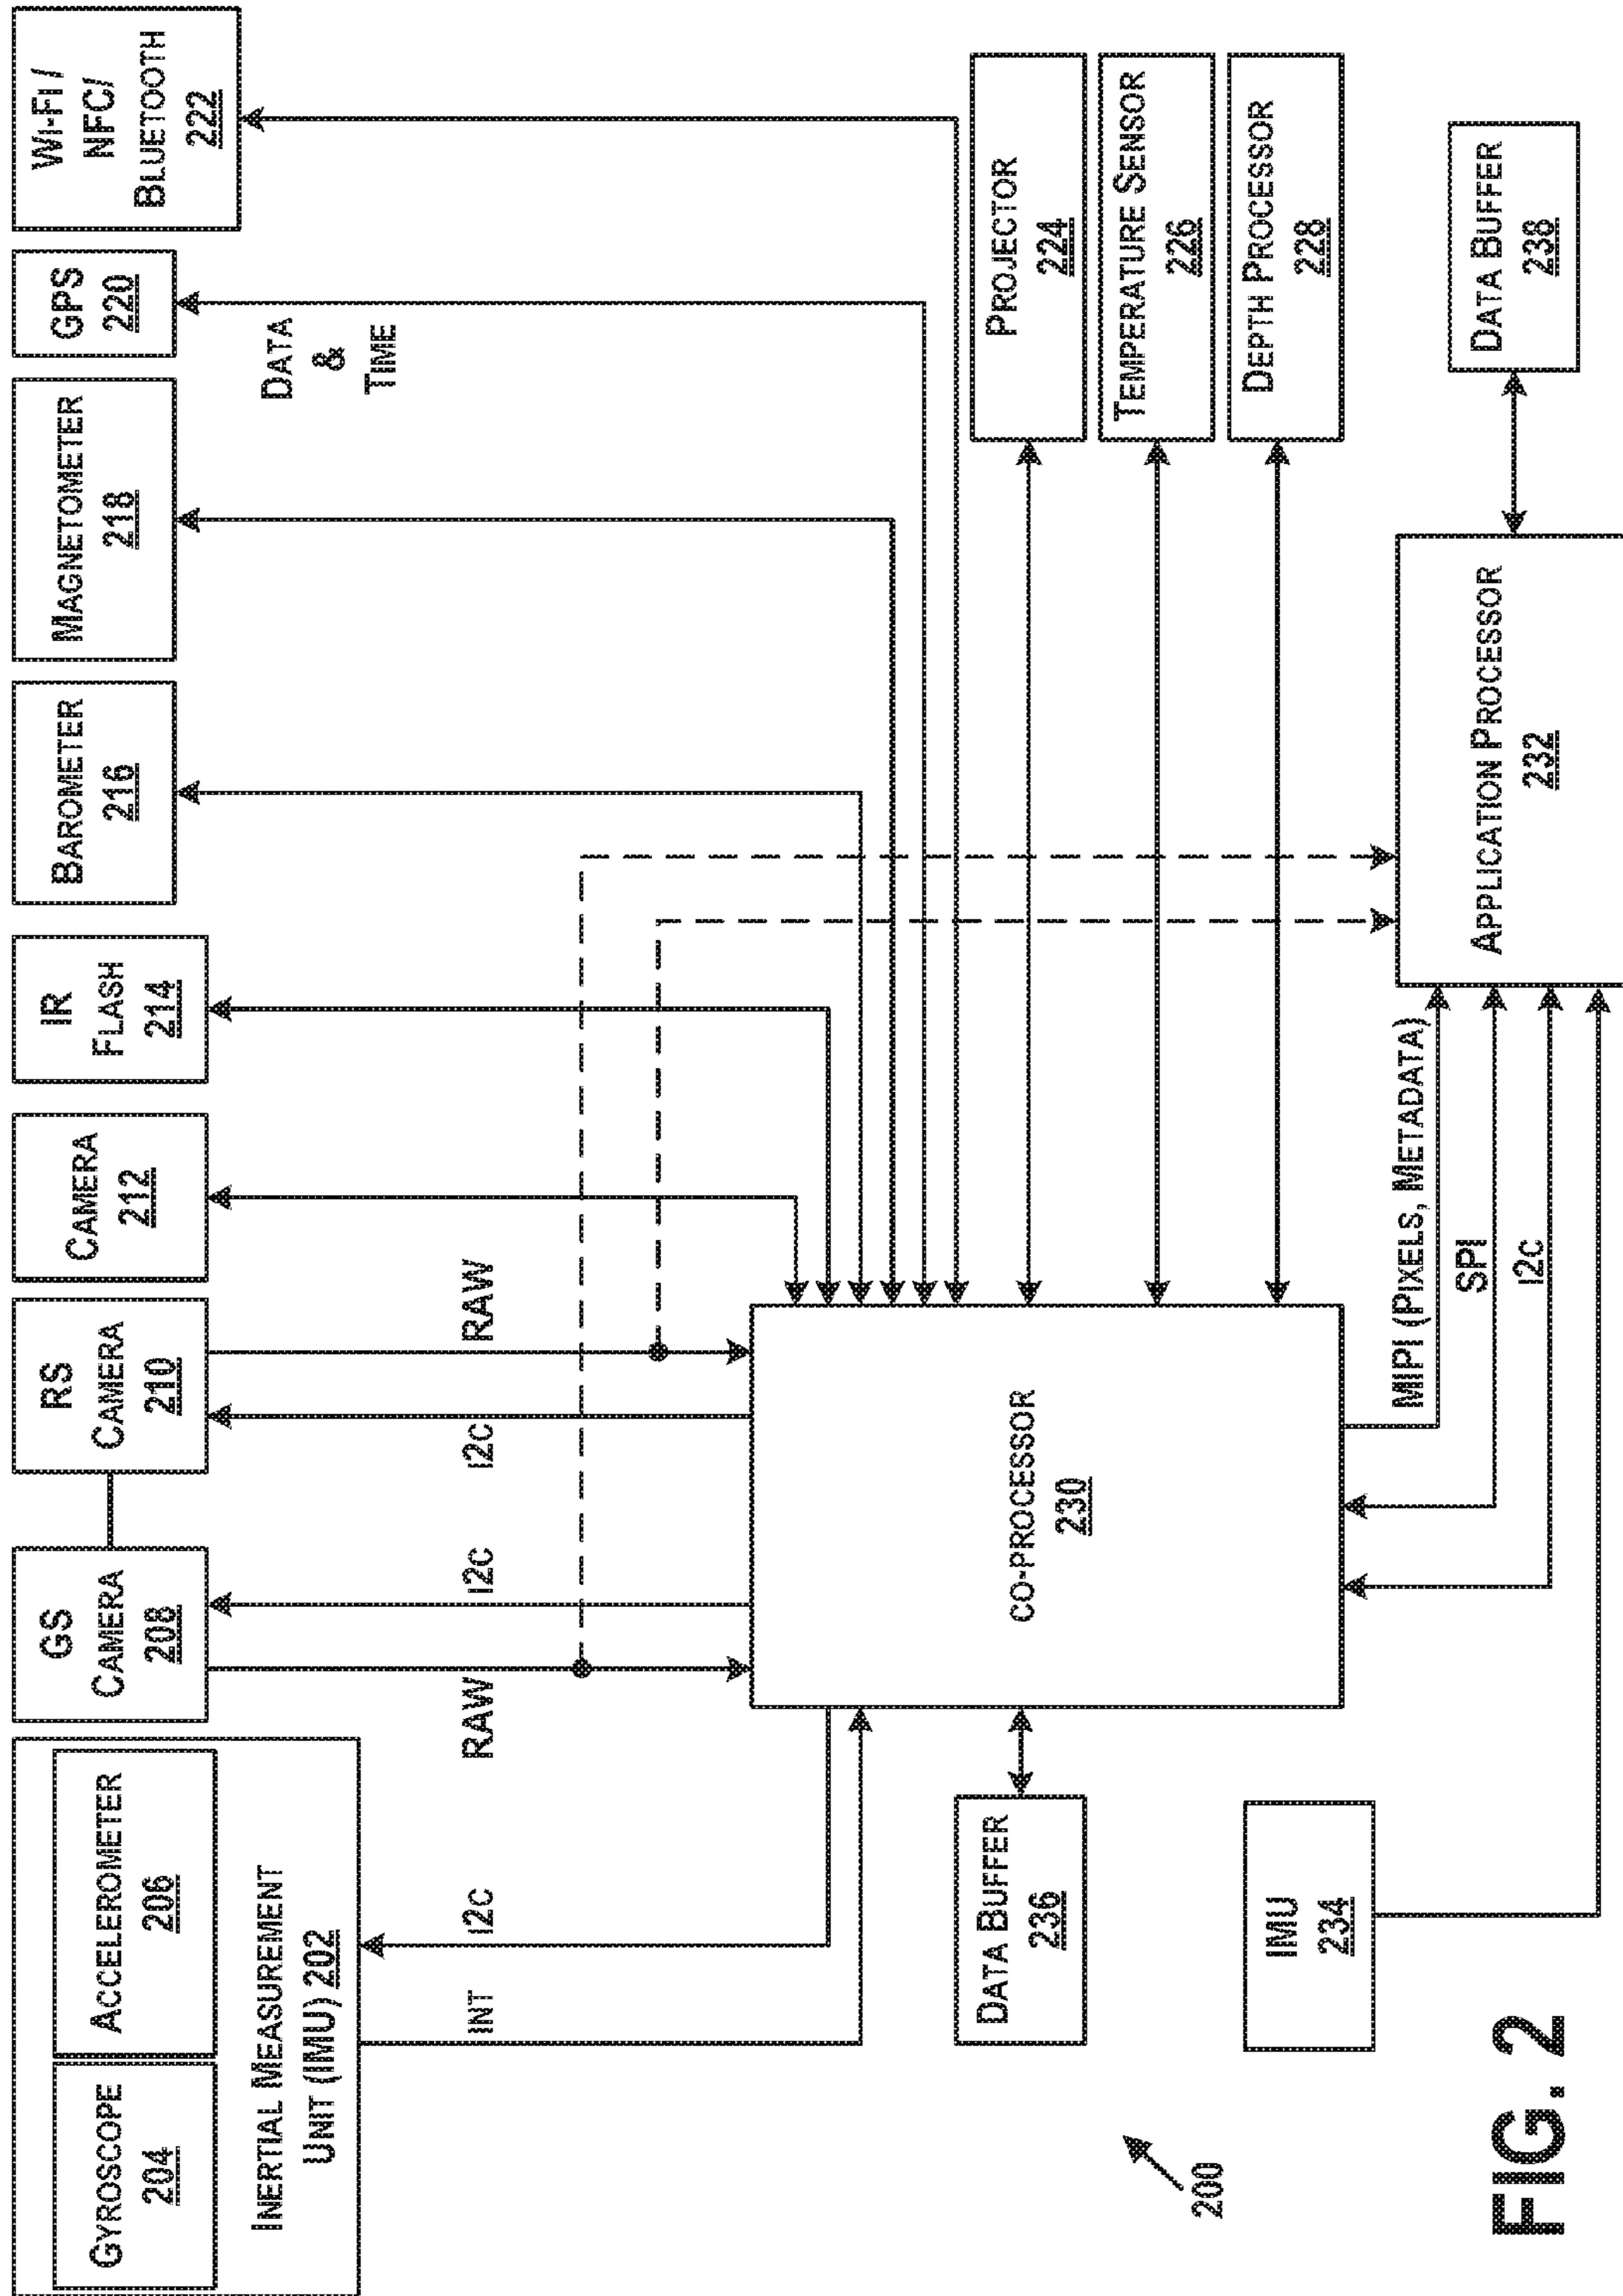 GYROSCOPE
204
ACCELEROMETER
206
INERTIAL MEASUREMENT
UNIT (IMU) 202
GS
CAMERA
208
RS
CAMERA
210
CAMERA
212
IR
FLASH
214
BAROMETER
216
MAGNETOMETER
218
GPS
220
WI-FI /
NFC/
BLUETOOTH
222
DATA
&
TIME
INT
I2C
RAW
I2C
I2C
RAW
PROJECTOR
224
TEMPERATURE SENSOR
226
DEPTH PROCESSOR
228
CO-PROCESSOR
230
DATA BUFFER
236
IMU
234
MIPI (PIXELS, METADATA)
SPI
I2C
APPLICATION PROCESSOR
232
DATA BUFFER
238
200
FIG. 2